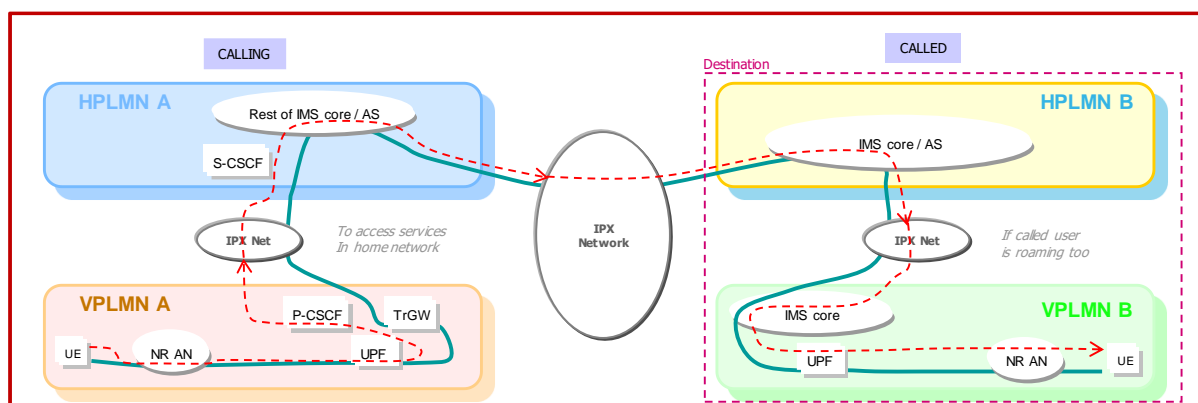 CALLING
CALLED
Destination
HPLMN A
HPLMN B
Rest of IMS core / AS
IMS core / AS
S-CSCF
IPX Net
To access services
In home network
IPX
Network
IPX Net
If called user
is roaming too
VPLMN A
VPLMN B
P-CSCF
TrGW
IMS core
UE
NR AN
UPF
UPF
NR AN
UE